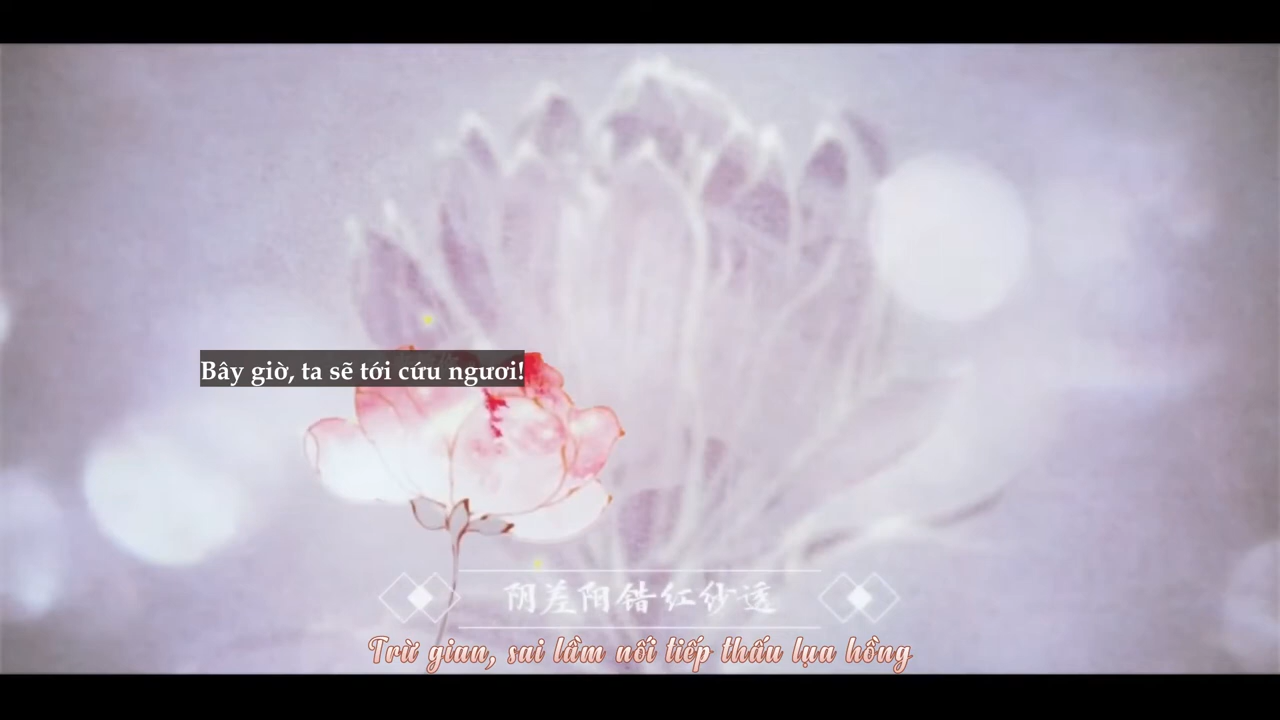 Bây giờ, ta sẽ tới cứu ngươi!
阴差阳错红纱透
Trừ gian, sai lầm nối tiếp thấu lụa hồng